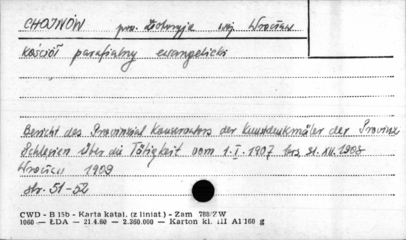 CHOJNÓW pow. Złotoryja woj Wrocław
kościół parafialny ewangelicki
Bericht des Provinzial Konservators der Kunstdenkmäler der Provinz
Schlesien über die Tätigkeit vom 1.I.1907 bis 31.XII.1908
Wrocław 1909
str. 51-52
CWD - B 15b - Karta katal. (z liniat.) - Zam 780/ZW
1060 — ŁDA — 21.4.60 — 2.360.000 — Karton kl. III A1 160 g